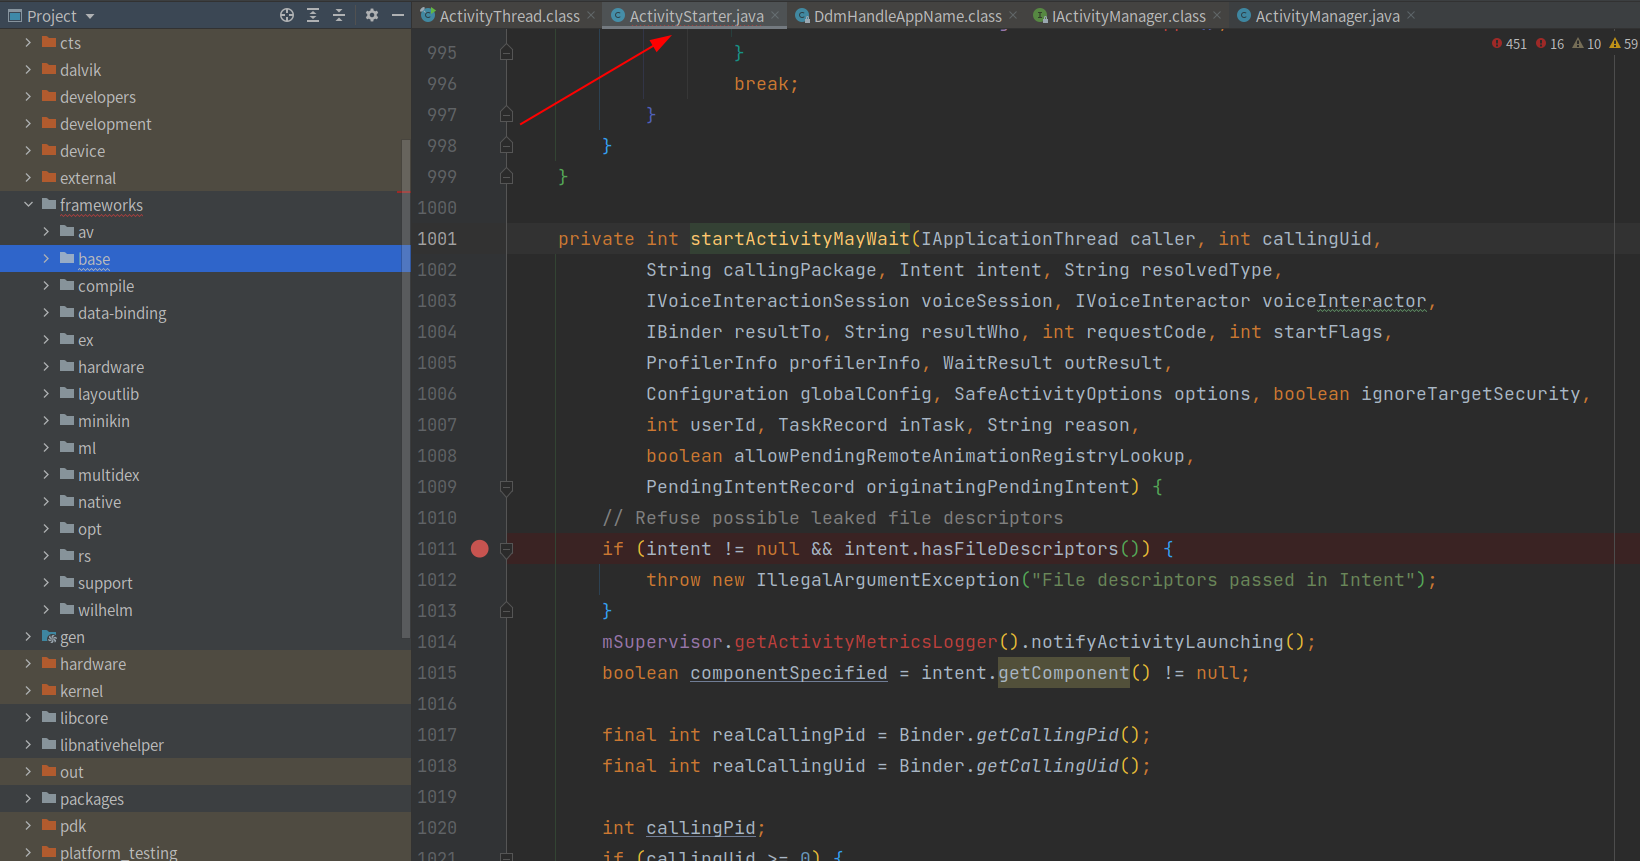 Project
ActivityThread.class
ActivityStarter.java
DdmHandleAppName.class
IActivityManager.class
ActivityManager.java
451 16 10 59
cts
dalvik
developers
development
device
external
frameworks
av
base
compile
data-binding
ex
hardware
layoutlib
minikin
ml
multidex
native
opt
rs
support
wilhelm
gen
hardware
kernel
libcore
libnativehelper
out
packages
pdk
platform_testing
995 }
996 break;
997 }
998 }
999 }
1000
1001 private int startActivityMayWait(IApplicationThread caller, int callingUid,
1002 String callingPackage, Intent intent, String resolvedType,
1003 IVoiceInteractionSession voiceSession, IVoiceInteractor voiceInteractor,
1004 IBinder resultTo, String resultWho, int requestCode, int startFlags,
1005 ProfilerInfo profilerInfo, WaitResult outResult,
1006 Configuration globalConfig, SafeActivityOptions options, boolean ignoreTargetSecurity,
1007 int userId, TaskRecord inTask, String reason,
1008 boolean allowPendingRemoteAnimationRegistryLookup,
1009 PendingIntentRecord originatingPendingIntent) {
1010 // Refuse possible leaked file descriptors
1011 if (intent != null && intent.hasFileDescriptors()) {
1012 throw new IllegalArgumentException("File descriptors passed in Intent");
1013 }
1014 mSupervisor.getActivityMetricsLogger().notifyActivityLaunching();
1015 boolean componentSpecified = intent.getComponent() != null;
1016
1017 final int realCallingPid = Binder.getCallingPid();
1018 final int realCallingUid = Binder.getCallingUid();
1019
1020 int callingPid;
1021 if (callingUid >= 0) {